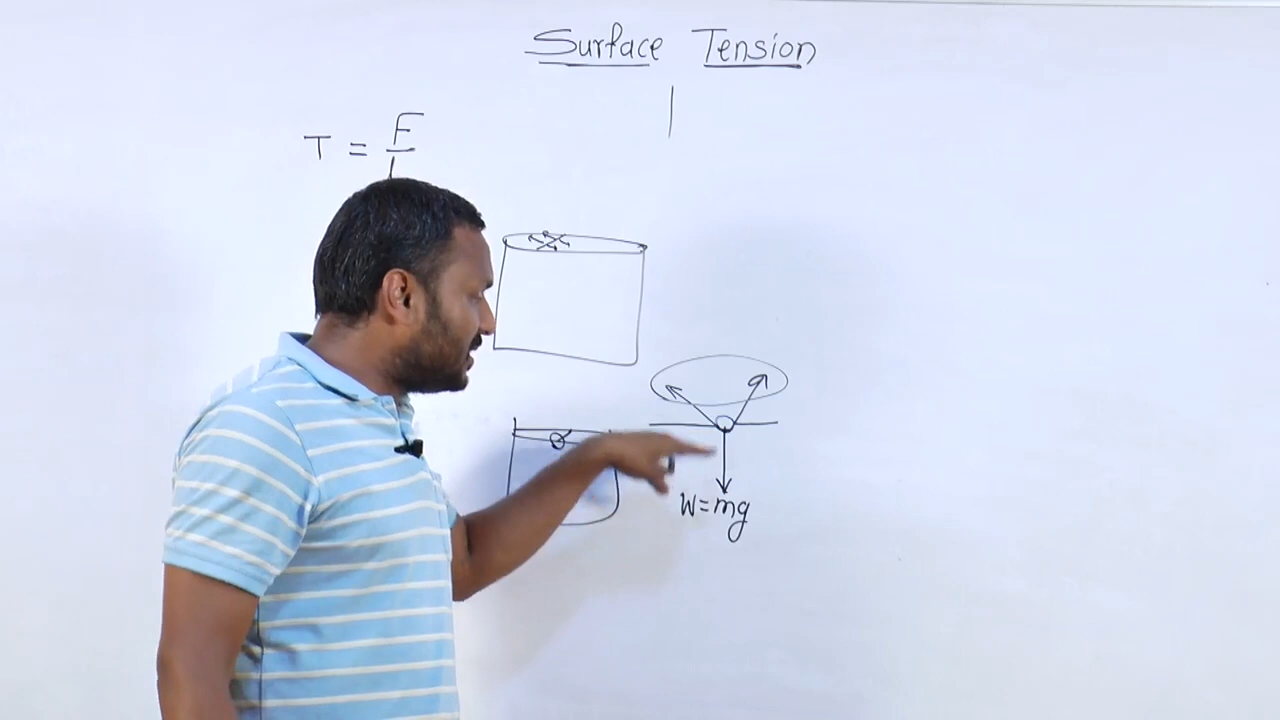 Surface Tension
T = F
W=mg